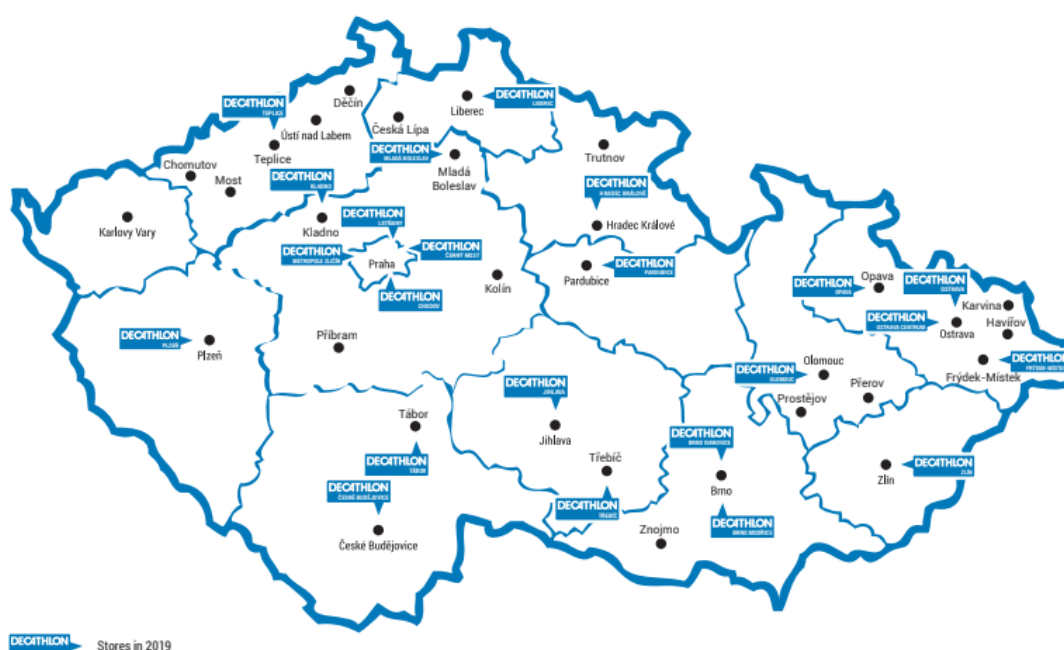 Děčín
DECATHLON
LIBEREC
Liberec
DECATHLON
TEPLICE
Ústí nad Labem
Česká Lípa
Teplice
DECATHLON
MLADÁ BOLESLAV
Mladá
Boleslav
Trutnov
Chomutov
Most
DECATHLON
KLADNO
Kladno
DECATHLON
HRADEC KRÁLOVÉ
Hradec Králové
Karlovy Vary
DECATHLON
LETŇANY
DECATHLON
METROPOLE ZLIČÍN
Praha
DECATHLON
ČERNÝ MOST
DECATHLON
CHODOV
Kolín
Pardubice
DECATHLON
PARDUBICE
DECATHLON
OPAVA
Opava
DECATHLON
OSTRAVA
Karvina
Havířov
DECATHLON
OSTRAVA CENTRUM
Ostrava
DECATHLON
PLZEŇ
Plzeň
Příbram
DECATHLON
FRÝDEK-MÍSTEK
Frýdek-Místek
Olomouc
DECATHLON
OLOMOUC
Přerov
Prostějov
DECATHLON
JIHLAVA
Jihlava
Tábor
DECATHLON
TÁBOR
DECATHLON
BRNO IVANOVICE
Brno
DECATHLON
BRNO MODŘICE
Třebíč
DECATHLON
TŘEBÍČ
Zlín
DECATHLON
ZLÍN
DECATHLON
ČESKÉ BUDĚJOVICE
České Budějovice
Znojmo
DECATHLON
Stores in 2019